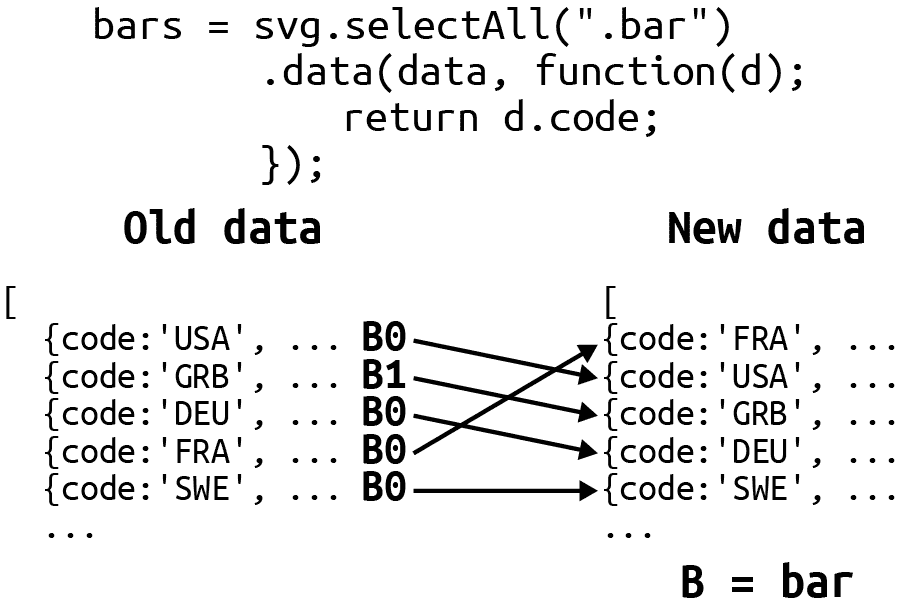 bars = svg.selectAll(".bar")
.data(data, function(d);
return d.code;
});
Old data
New data
[
{code:'USA', ... B0
{code:'GRB', ... B1
{code:'DEU', ... B0
{code:'FRA', ... B0
{code:'SWE', ... B0
...
[
{code:'FRA', ...
{code:'USA', ...
{code:'GRB', ...
{code:'DEU', ...
{code:'SWE', ...
...
B = bar